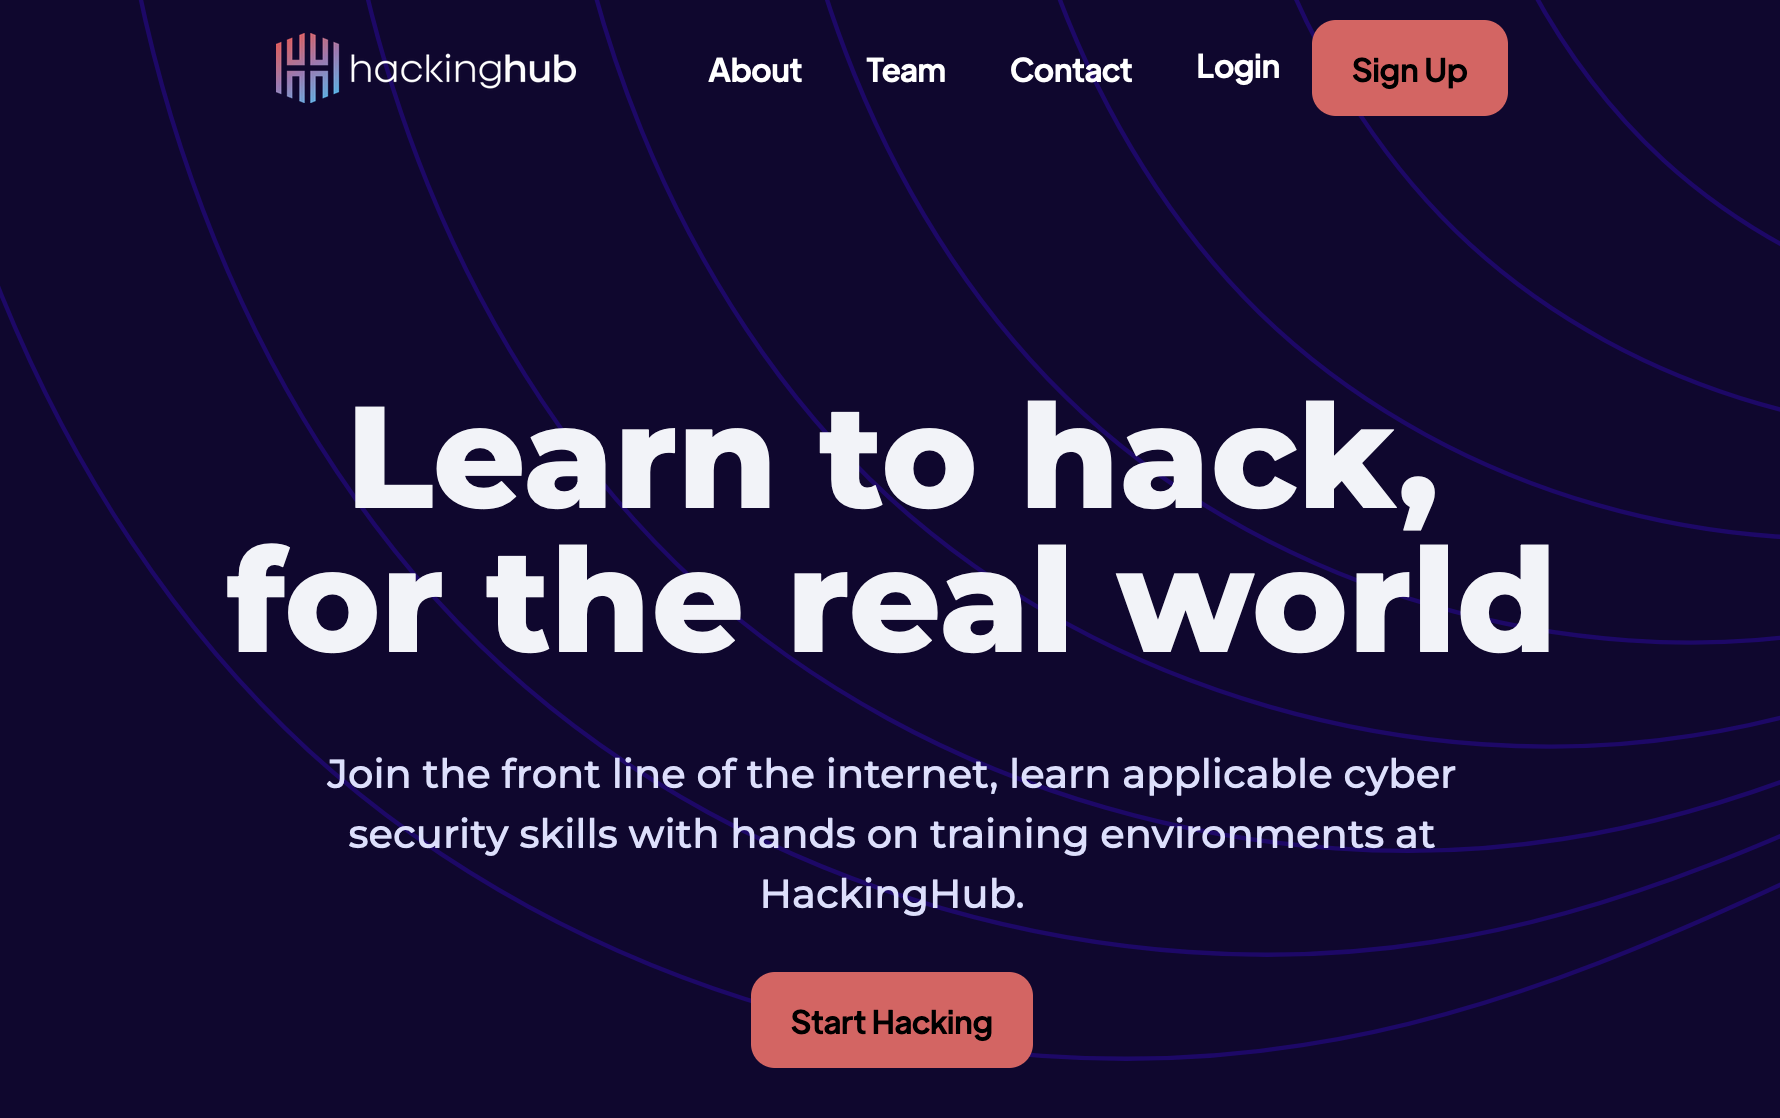 hackinghub
About
Team
Contact
Login
Sign Up
Learn to hack,
for the real world
Join the front line of the internet, learn applicable cyber
security skills with hands on training environments at
HackingHub.
Start Hacking